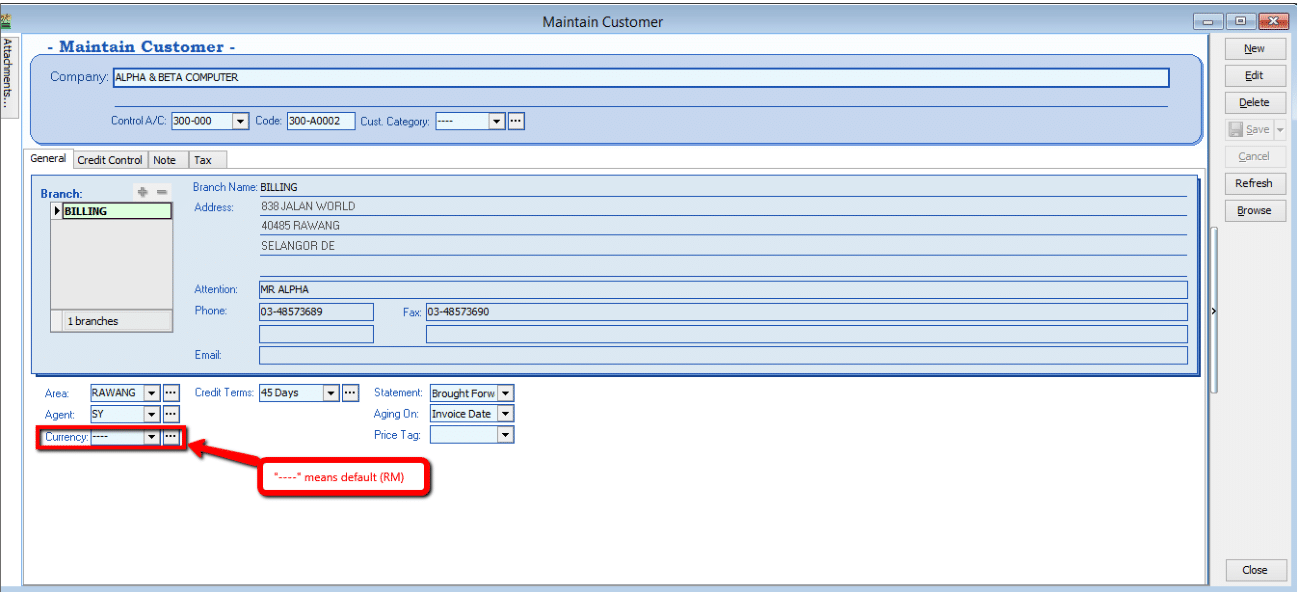 Maintain Customer
Attachments...
- Maintain Customer -
Company: ALPHA & BETA COMPUTER
Control A/C: 300-000 Code: 300-A0002 Cust. Category: ---- ...
General Credit Control Note Tax
Branch:
BILLING
1 branches
Branch Name: BILLING
Address: 838 JALAN WORLD
40485 RAWANG
SELANGOR DE
Attention: MR ALPHA
Phone: 03-48573689 Fax: 03-48573690
Email:
Area: RAWANG ... Credit Terms: 45 Days ... Statement: Brought Forw
Agent: SY ... Aging On: Invoice Date
Currency: ---- ... Price Tag:
"----" means default (RM)
New
Edit
Delete
Save
Cancel
Refresh
Browse
Close